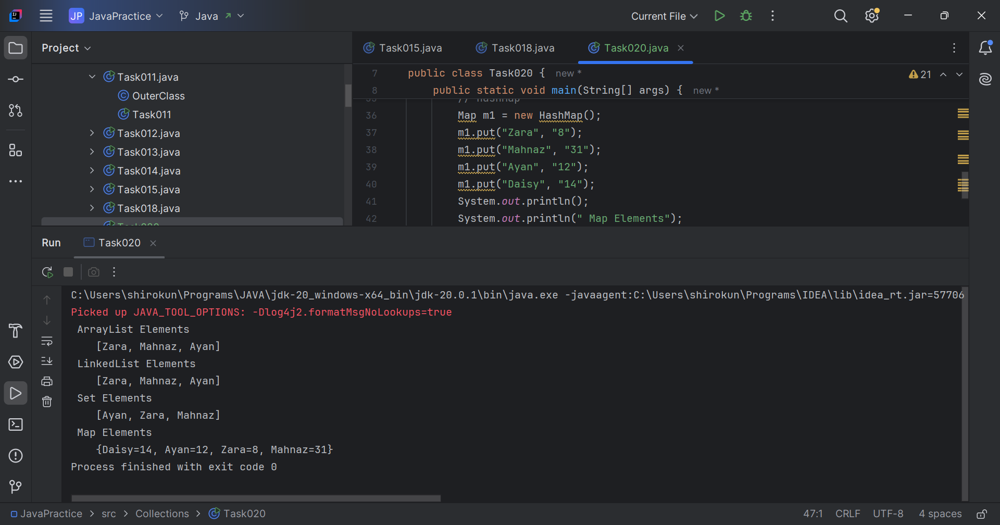 JP JavaPractice Java Current File
Project
Task015.java Task018.java Task020.java
Task011.java
OuterClass
Task011
Task012.java
Task013.java
Task014.java
Task015.java
Task018.java
Task020
7 public class Task020 { new *
8 public static void main(String[] args) { new *
35 // HashMap
36 Map m1 = new HashMap();
37 m1.put("Zara", "8");
38 m1.put("Mahnaz", "31");
39 m1.put("Ayan", "12");
40 m1.put("Daisy", "14");
41 System.out.println();
42 System.out.println(" Map Elements");
21
Run Task020
C:\Users\shirokun\Programs\JAVA\jdk-20_windows-x64_bin\jdk-20.0.1\bin\java.exe -javaagent:C:\Users\shirokun\Programs\IDEA\lib\idea_rt.jar=57706
Picked up JAVA_TOOL_OPTIONS: -Dlog4j2.formatMsgNoLookups=true
ArrayList Elements
[Zara, Mahnaz, Ayan]
LinkedList Elements
[Zara, Mahnaz, Ayan]
Set Elements
[Ayan, Zara, Mahnaz]
Map Elements
{Daisy=14, Ayan=12, Zara=8, Mahnaz=31}
Process finished with exit code 0
JavaPractice > src > Collections > Task020 47:1 CRLF UTF-8 4 spaces